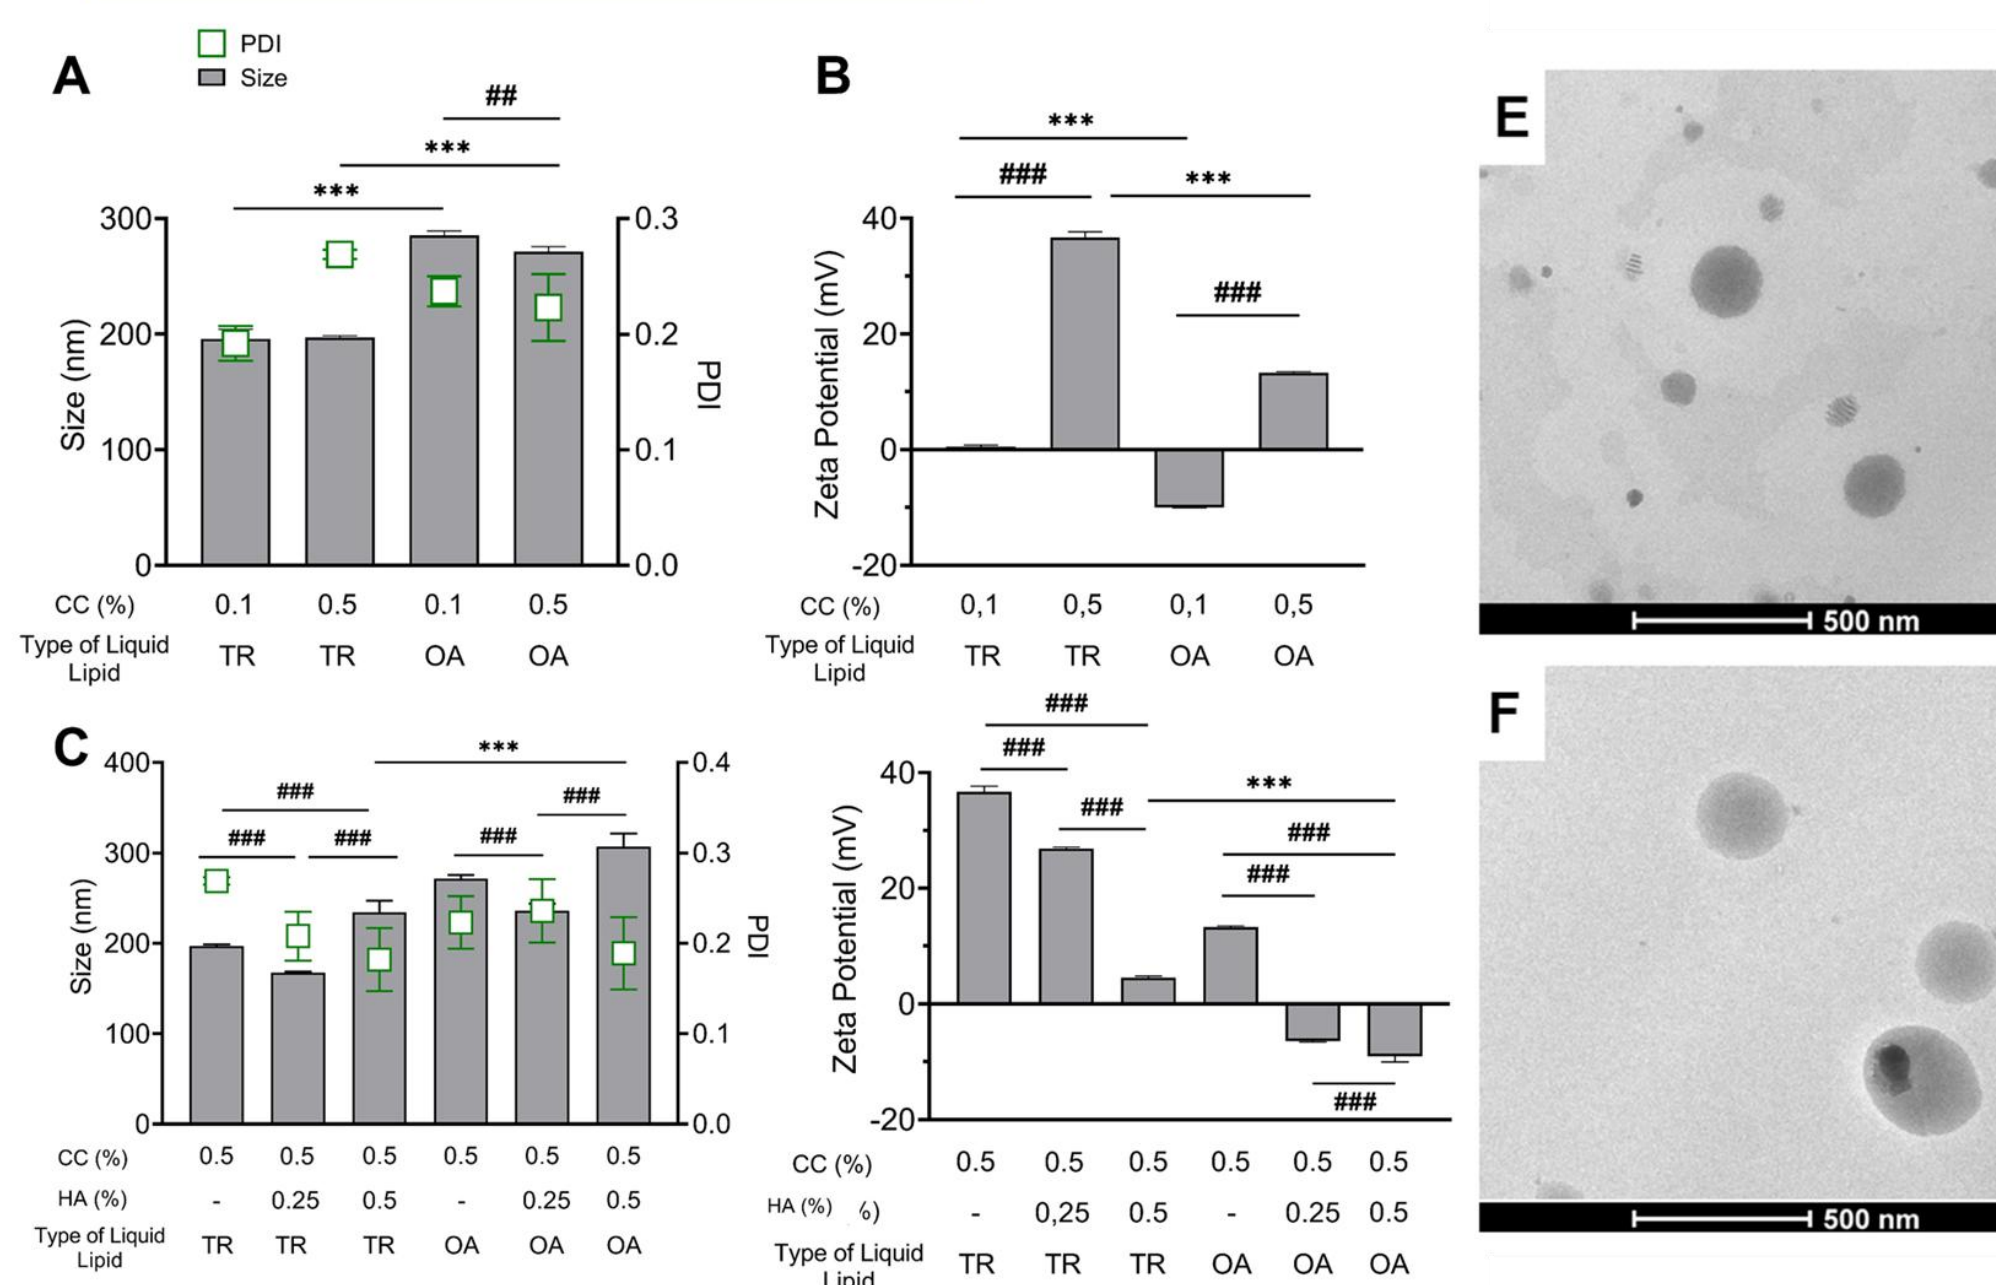 A
PDI
Size
##
***
***
300
200
100
0
Size (nm)
0.3
0.2
0.1
0.0
PDI
CC (%)
0.1
0.5
0.1
0.5
Type of Liquid
Lipid
TR
TR
OA
OA
B
***
###
***
###
40
20
0
-20
Zeta Potential (mV)
CC (%)
0,1
0,5
0,1
0,5
Type of Liquid
Lipid
TR
TR
OA
OA
E
500 nm
C
***
###
###
###
###
###
400
300
200
100
0
Size (nm)
0.4
0.3
0.2
0.1
0.0
PDI
CC (%)
0.5
0.5
0.5
0.5
0.5
0.5
HA (%)
-
0.25
0.5
-
0.25
0.5
Type of Liquid
Lipid
TR
TR
TR
OA
OA
OA
###
###
###
***
###
###
###
40
20
0
-20
Zeta Potential (mV)
CC (%)
0.5
0.5
0.5
0.5
0.5
0.5
HA (%)
%)
-
0,25
0.5
-
0.25
0.5
Type of Liquid
Lipid
TR
TR
TR
OA
OA
OA
F
500 nm